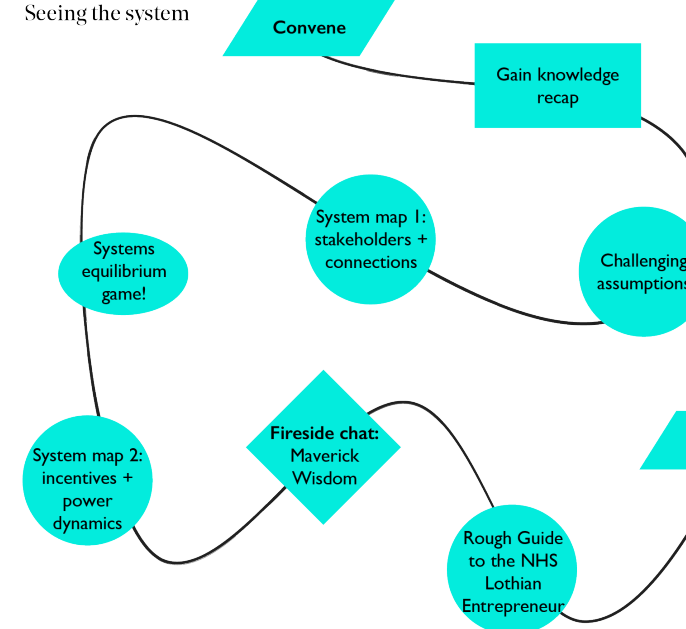 Seeing the system
Convene
Gain knowledge
recap
Challenging
assumptions
System map 1:
stakeholders +
connections
Systems
equilibrium
game!
System map 2:
incentives +
power
dynamics
Fireside chat:
Maverick
Wisdom
Rough Guide
to the NHS
Lothian
Entrepreneur